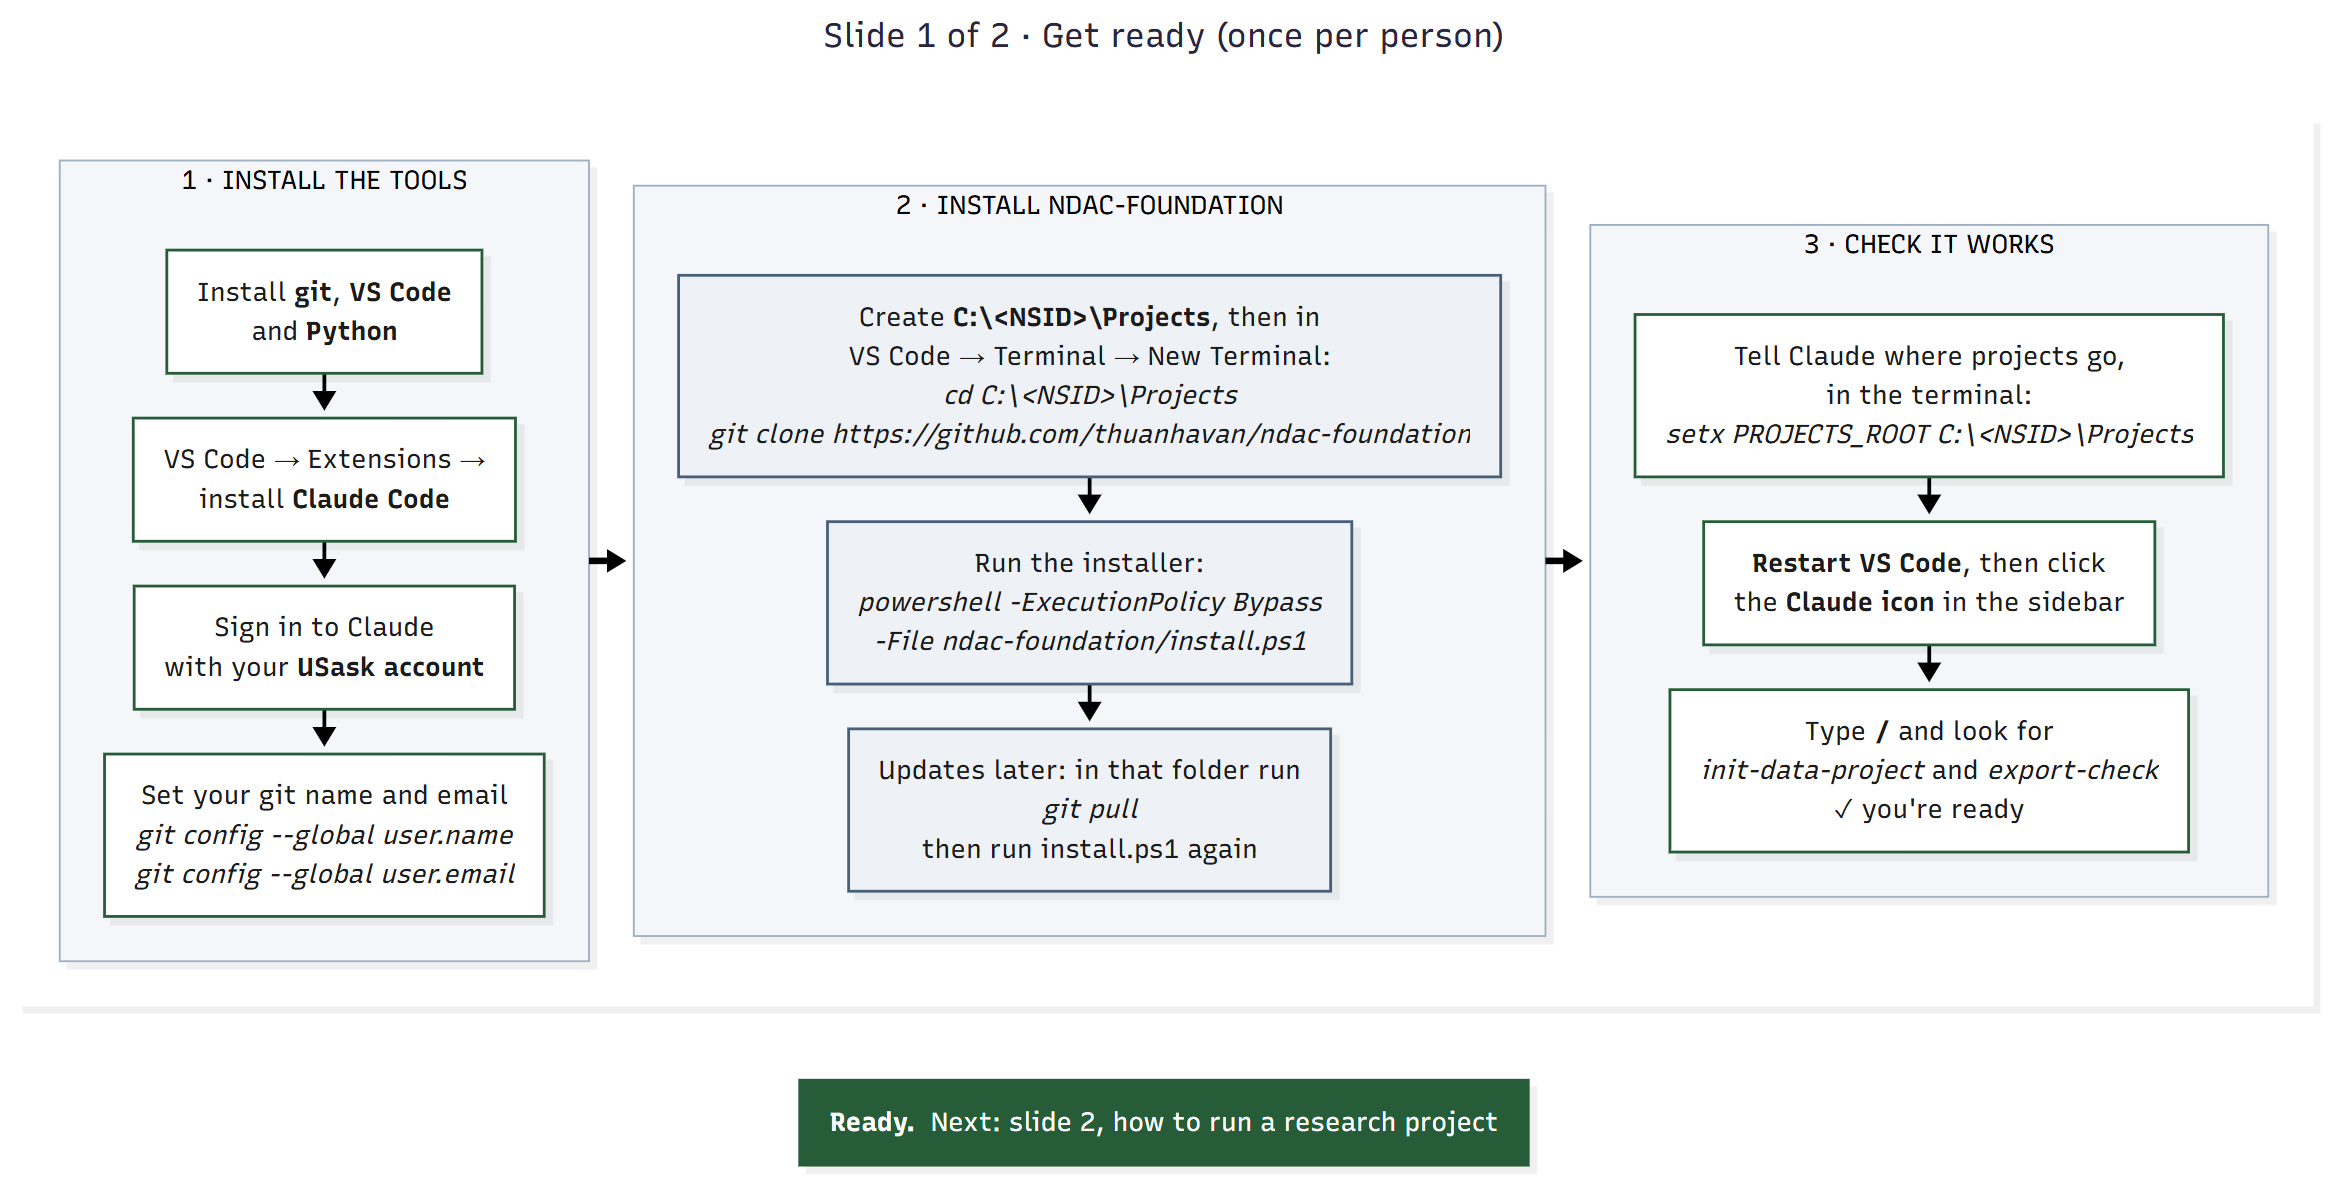 Slide 1 of 2 · Get ready (once per person)
1 · INSTALL THE TOOLS
Install git, VS Code
and Python
VS Code → Extensions →
install Claude Code
Sign in to Claude
with your USask account
Set your git name and email
git config --global user.name
git config --global user.email
2 · INSTALL NDAC-FOUNDATION
Create C:\<NSID>\Projects, then in
VS Code → Terminal → New Terminal:
cd C:\<NSID>\Projects
git clone https://github.com/thuanhavan/ndac-foundation
Run the installer:
powershell -ExecutionPolicy Bypass
-File ndac-foundation/install.ps1
Updates later: in that folder run
git pull
then run install.ps1 again
3 · CHECK IT WORKS
Tell Claude where projects go,
in the terminal:
setx PROJECTS_ROOT C:\<NSID>\Projects
Restart VS Code, then click
the Claude icon in the sidebar
Type / and look for
init-data-project and export-check
✓ you're ready
Ready. Next: slide 2, how to run a research project